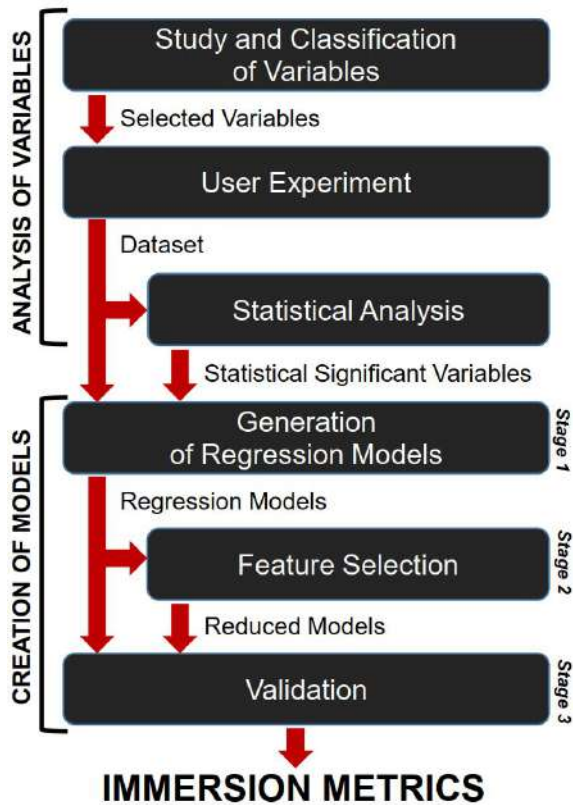 ANALYSIS OF VARIABLES
Study and Classification
of Variables
Selected Variables
User Experiment
Dataset
Statistical Analysis
Statistical Significant Variables
CREATION OF MODELS
Generation
of Regression Models
Stage 1
Regression Models
Feature Selection
Stage 2
Reduced Models
Validation
Stage 3
IMMERSION METRICS